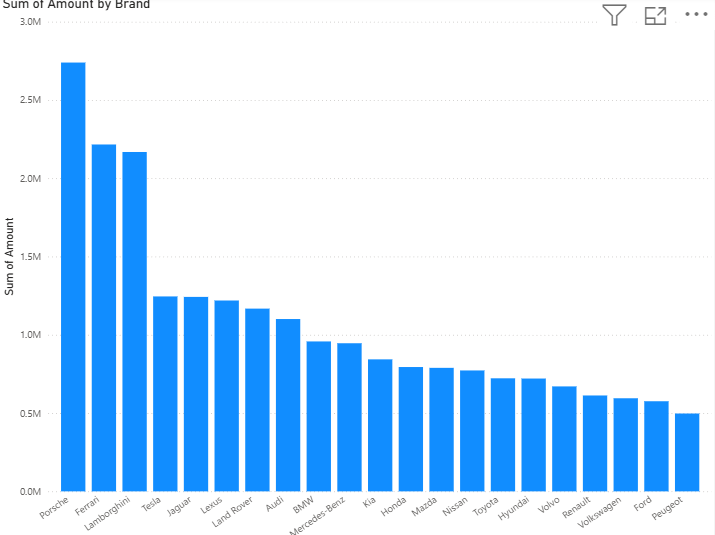 Sum of Amount by Brand
3.0M
2.5M
2.0M
1.5M
1.0M
0.5M
0.0M
Sum of Amount
Porsche
Ferrari
Lamborghini
Tesla
Jaguar
Lexus
Land Rover
Audi
BMW
Mercedes-Benz
Kia
Honda
Mazda
Nissan
Toyota
Hyundai
Volvo
Renault
Volkswagen
Ford
Peugeot